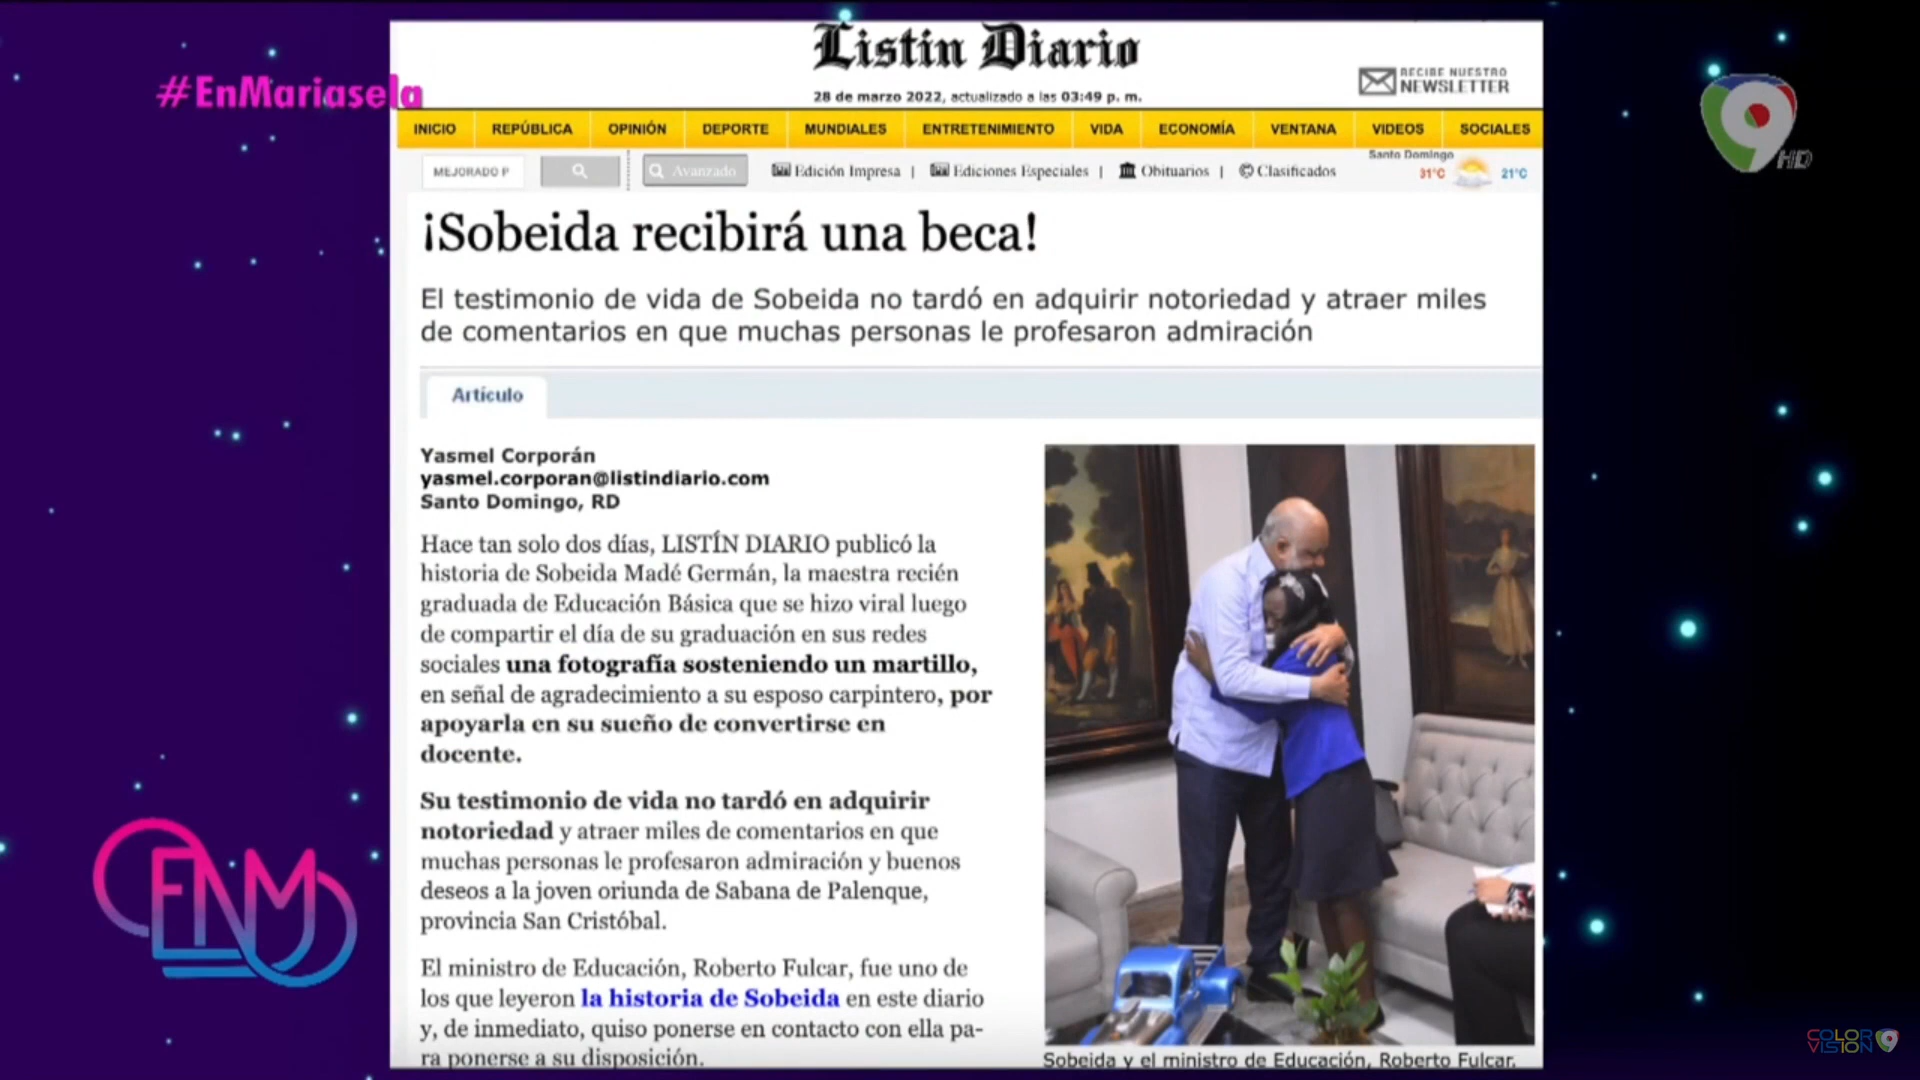 #EnMariasela
Listín Diario
28 de marzo 2022, actualizado a las 03:49 p. m.
RECIBE NUESTRO
NEWSLETTER
HD
INICIO REPÚBLICA OPINIÓN DEPORTE MUNDIALES ENTRETENIMIENTO VIDA ECONOMÍA VENTANA VIDEOS SOCIALES
MEJORADO P Avanzado Edición Impresa | Ediciones Especiales | Obituarios | Clasificados
Santo Domingo
31°C 21°C
¡Sobeida recibirá una beca!
El testimonio de vida de Sobeida no tardó en adquirir notoriedad y atraer miles
de comentarios en que muchas personas le profesaron admiración
Artículo
Yasmel Corporán
yasmel.corporan@listindiario.com
Santo Domingo, RD
Hace tan solo dos días, LISTÍN DIARIO publicó la
historia de Sobeida Madé Germán, la maestra recién
graduada de Educación Básica que se hizo viral luego
de compartir el día de su graduación en sus redes
sociales una fotografía sosteniendo un martillo,
en señal de agradecimiento a su esposo carpintero, por
apoyarla en su sueño de convertirse en
docente.
Su testimonio de vida no tardó en adquirir
notoriedad y atraer miles de comentarios en que
muchas personas le profesaron admiración y buenos
deseos a la joven oriunda de Sabana de Palenque,
provincia San Cristóbal.
El ministro de Educación, Roberto Fulcar, fue uno de
los que leyeron la historia de Sobeida en este diario
y, de inmediato, quiso ponerse en contacto con ella pa-
ra ponerse a su disposición.
Sobeida y el ministro de Educación, Roberto Fulcar.
ENM
COLOR
VISION